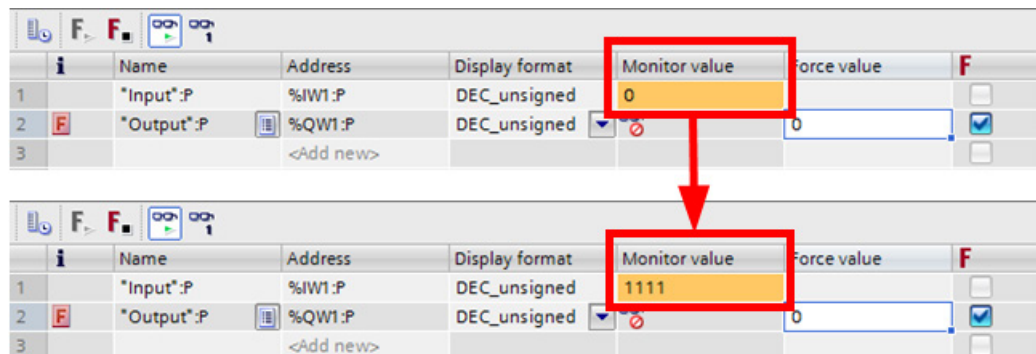 F. F.
1
i Name Address Display format Monitor value Force value F
1 "Input":P %IW1:P DEC_unsigned 0
2 F "Output":P %QW1:P DEC_unsigned 0
3 <Add new>
F. F.
1
i Name Address Display format Monitor value Force value F
1 "Input":P %IW1:P DEC_unsigned 1111
2 F "Output":P %QW1:P DEC_unsigned 0
3 <Add new>